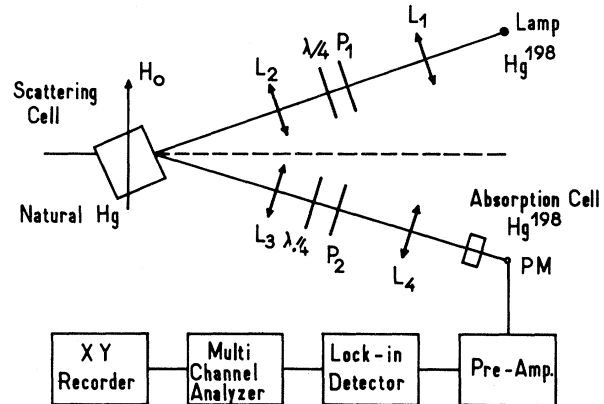 L₁
Lamp
Hg¹⁹⁸
λ/4 P₁
L₂
H₀
Scattering
Cell
Natural Hg
L₃
λ/4
P₂
L₄
Absorption Cell
Hg¹⁹⁸
PM
X Y
Recorder
Multi
Channel
Analyzer
Lock-in
Detector
Pre-Amp.